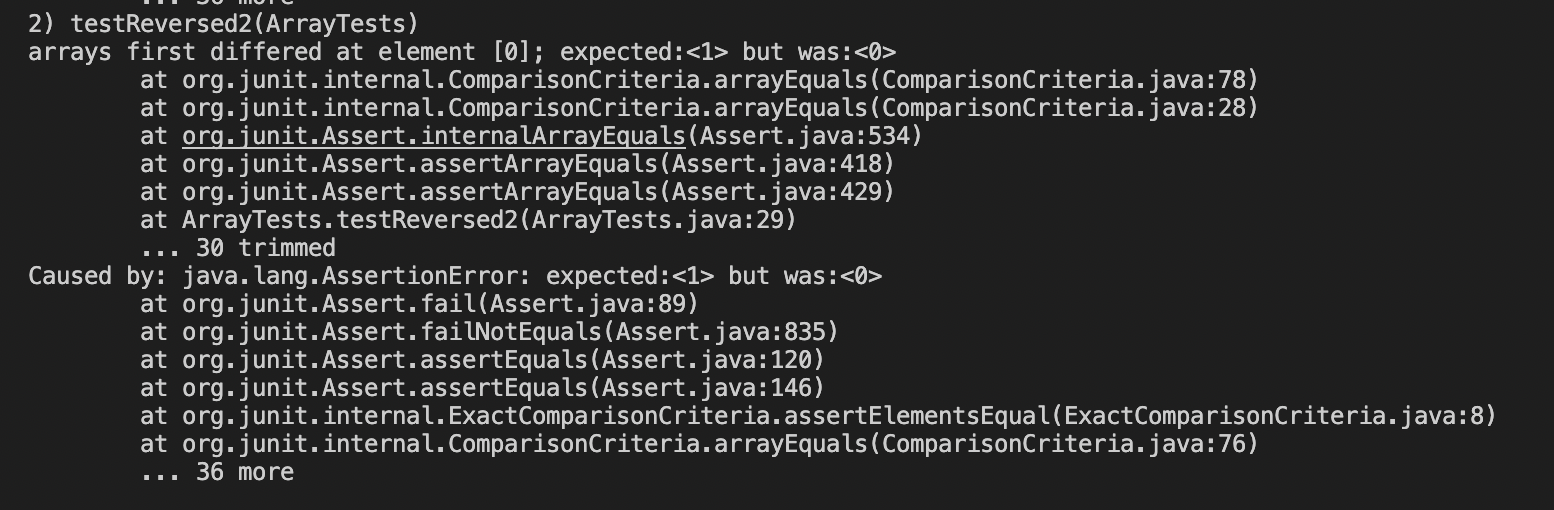 ... 36 more
2) testReversed2(ArrayTests)
arrays first differed at element [0]; expected:<1> but was:<0>
at org.junit.internal.ComparisonCriteria.arrayEquals(ComparisonCriteria.java:78)
at org.junit.internal.ComparisonCriteria.arrayEquals(ComparisonCriteria.java:28)
at org.junit.Assert.internalArrayEquals(Assert.java:534)
at org.junit.Assert.assertArrayEquals(Assert.java:418)
at org.junit.Assert.assertArrayEquals(Assert.java:429)
at ArrayTests.testReversed2(ArrayTests.java:29)
... 30 trimmed
Caused by: java.lang.AssertionError: expected:<1> but was:<0>
at org.junit.Assert.fail(Assert.java:89)
at org.junit.Assert.failNotEquals(Assert.java:835)
at org.junit.Assert.assertEquals(Assert.java:120)
at org.junit.Assert.assertEquals(Assert.java:146)
at org.junit.internal.ExactComparisonCriteria.assertElementsEqual(ExactComparisonCriteria.java:8)
at org.junit.internal.ComparisonCriteria.arrayEquals(ComparisonCriteria.java:76)
... 36 more